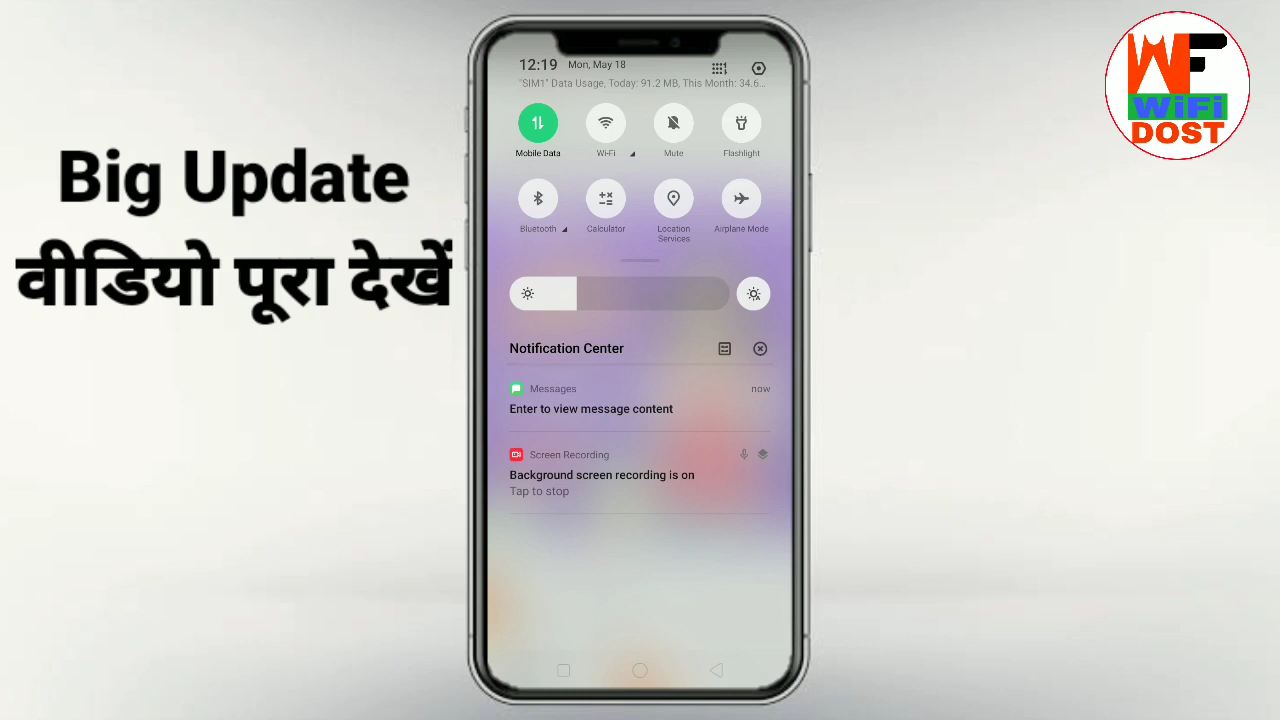 Big Update
वीडियो पूरा देखें
12:19 Mon, May 18
"SIM1" Data Usage, Today: 91.2 MB, This Month: 34.6...
Mobile Data
Wi-Fi
Mute
Flashlight
Bluetooth
Calculator
Location
Services
Airplane Mode
Notification Center
Messages
now
Enter to view message content
Screen Recording
Background screen recording is on
Tap to stop
WF
WiFi
DOST